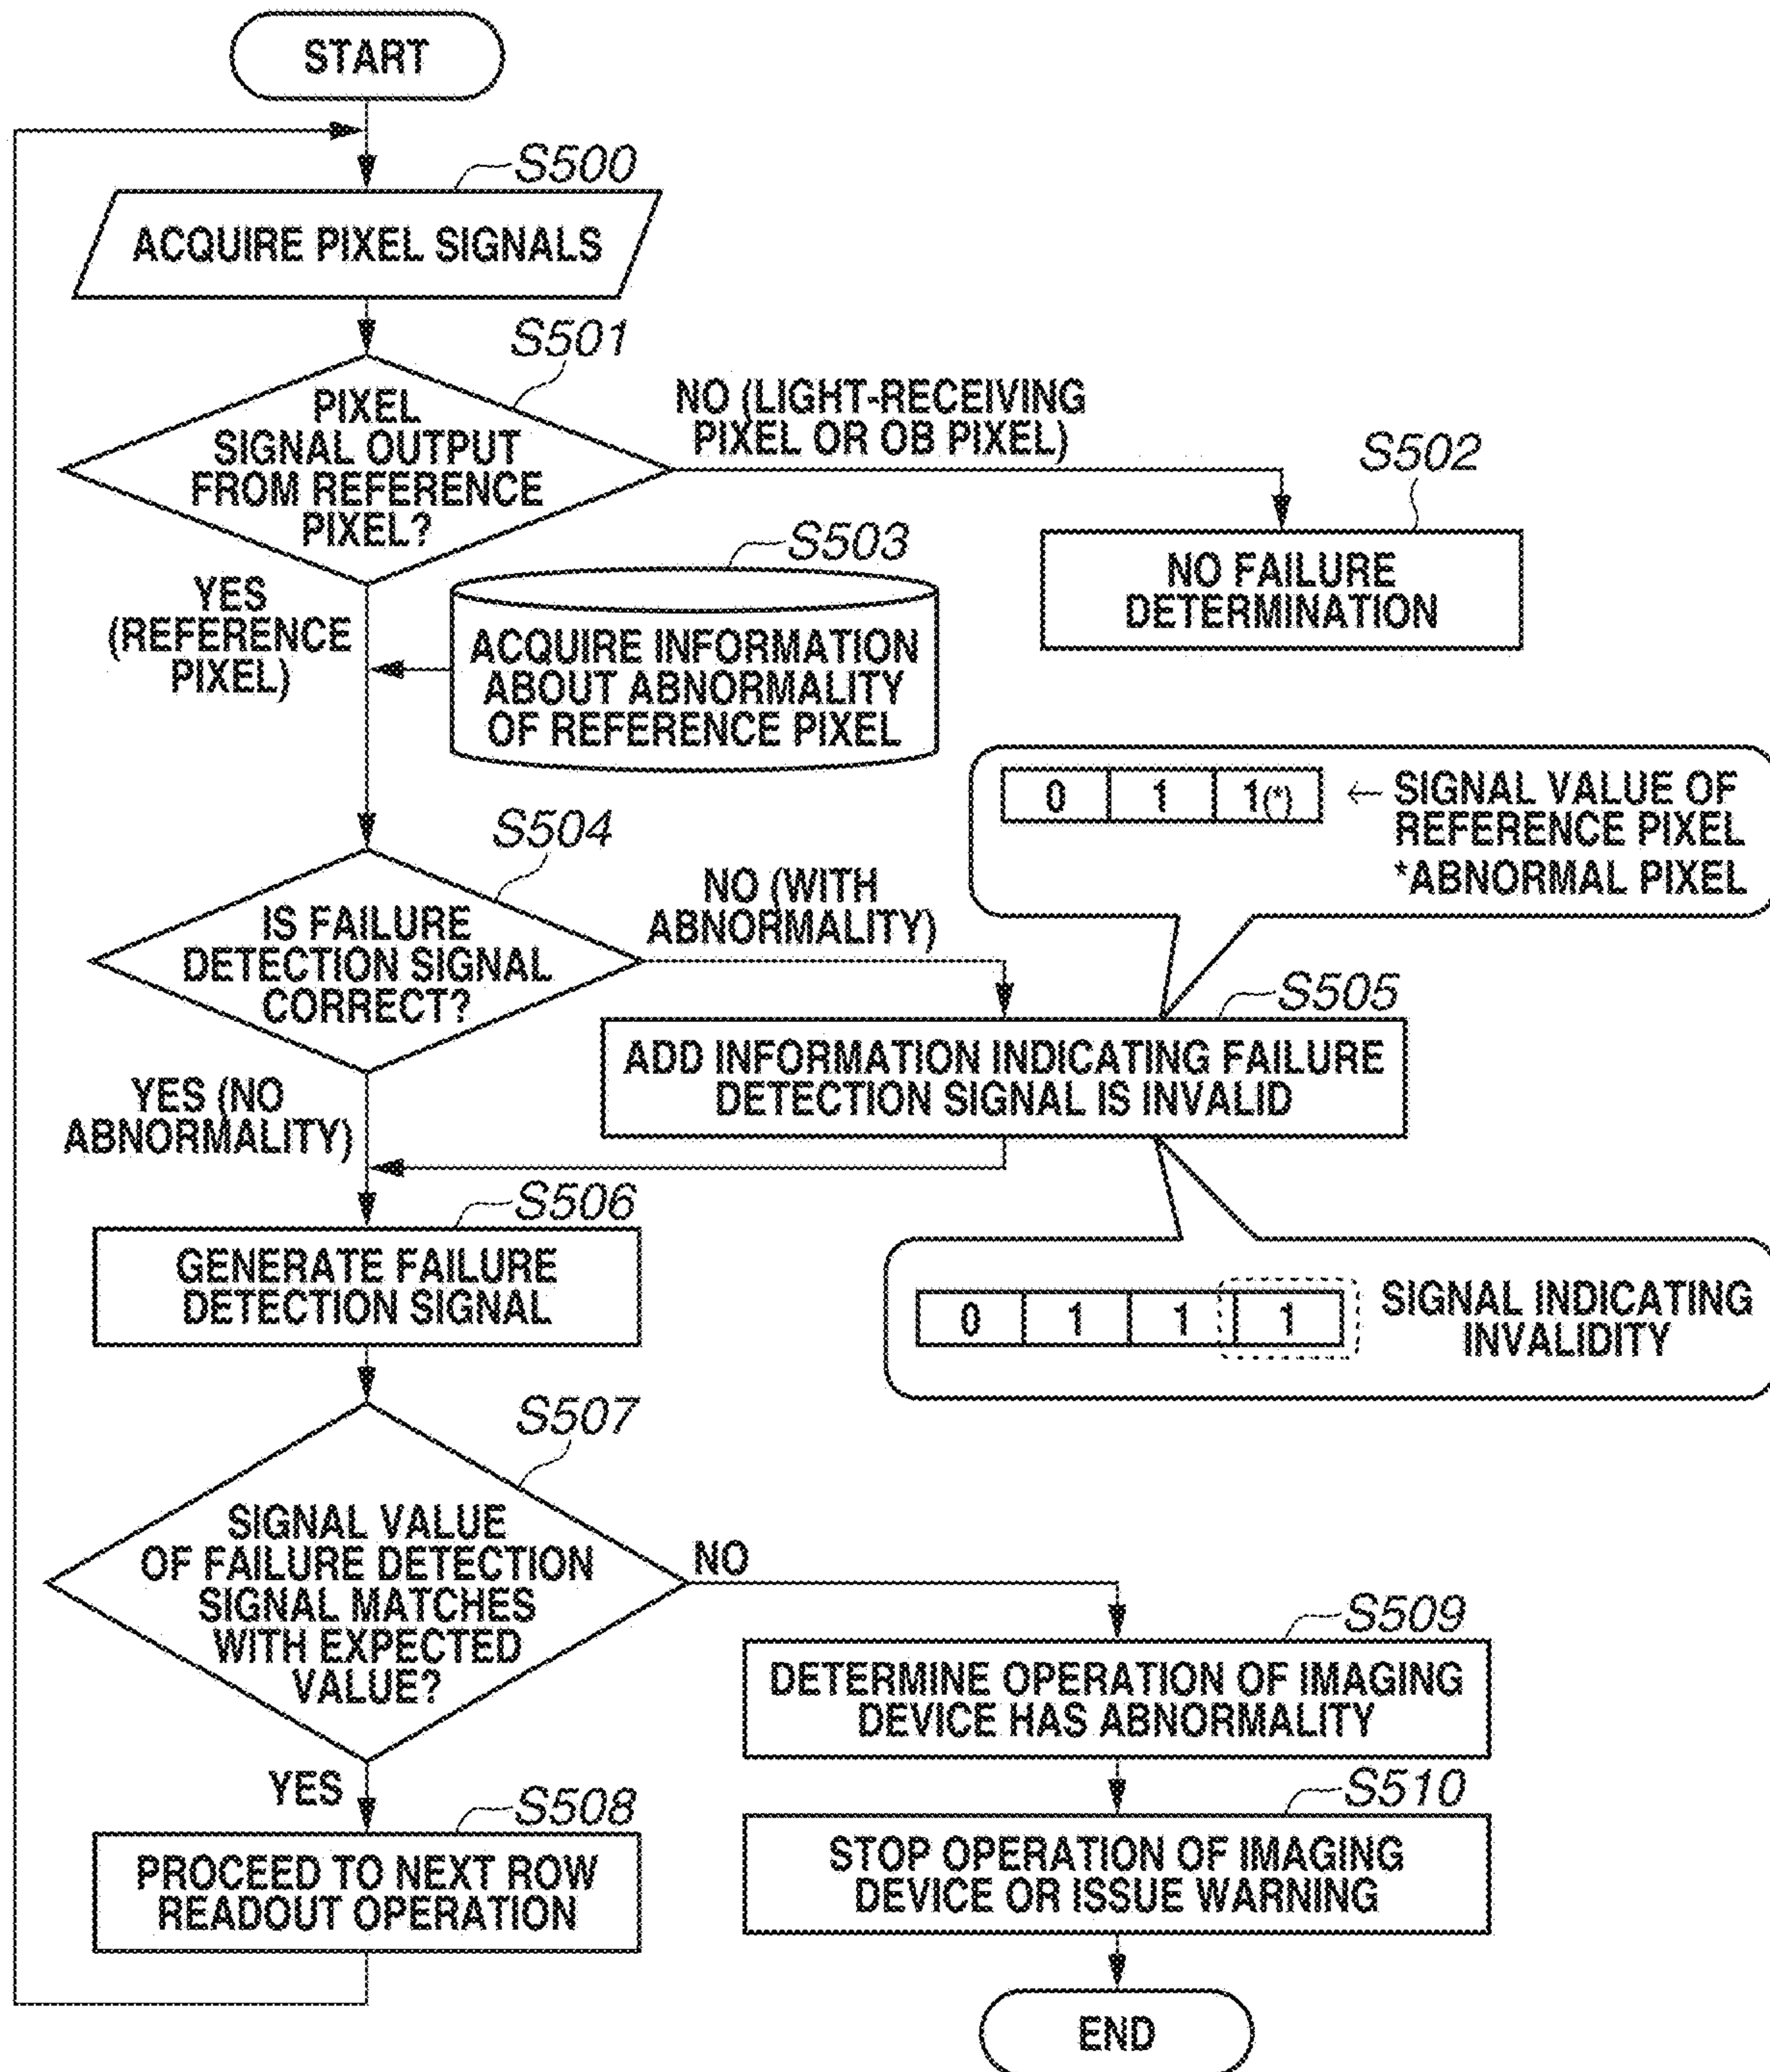 START
S500
ACQUIRE PIXEL SIGNALS
S501
PIXEL
SIGNAL OUTPUT
FROM REFERENCE
PIXEL?
NO (LIGHT-RECEIVING
PIXEL OR OB PIXEL)
S502
NO FAILURE
DETERMINATION
YES
(REFERENCE
PIXEL)
S503
ACQUIRE INFORMATION
ABOUT ABNORMALITY
OF REFERENCE PIXEL
0 1 1(*) ← SIGNAL VALUE OF
REFERENCE PIXEL
*ABNORMAL PIXEL
S504
IS FAILURE
DETECTION SIGNAL
CORRECT?
NO (WITH
ABNORMALITY)
S505
ADD INFORMATION INDICATING FAILURE
DETECTION SIGNAL IS INVALID
YES (NO
ABNORMALITY)
S506
GENERATE FAILURE
DETECTION SIGNAL
0 1 1 1 SIGNAL INDICATING
INVALIDITY
S507
SIGNAL VALUE
OF FAILURE DETECTION
SIGNAL MATCHES
WITH EXPECTED
VALUE?
NO
S509
DETERMINE OPERATION OF IMAGING
DEVICE HAS ABNORMALITY
YES
S508
PROCEED TO NEXT ROW
READOUT OPERATION
S510
STOP OPERATION OF IMAGING
DEVICE OR ISSUE WARNING
END